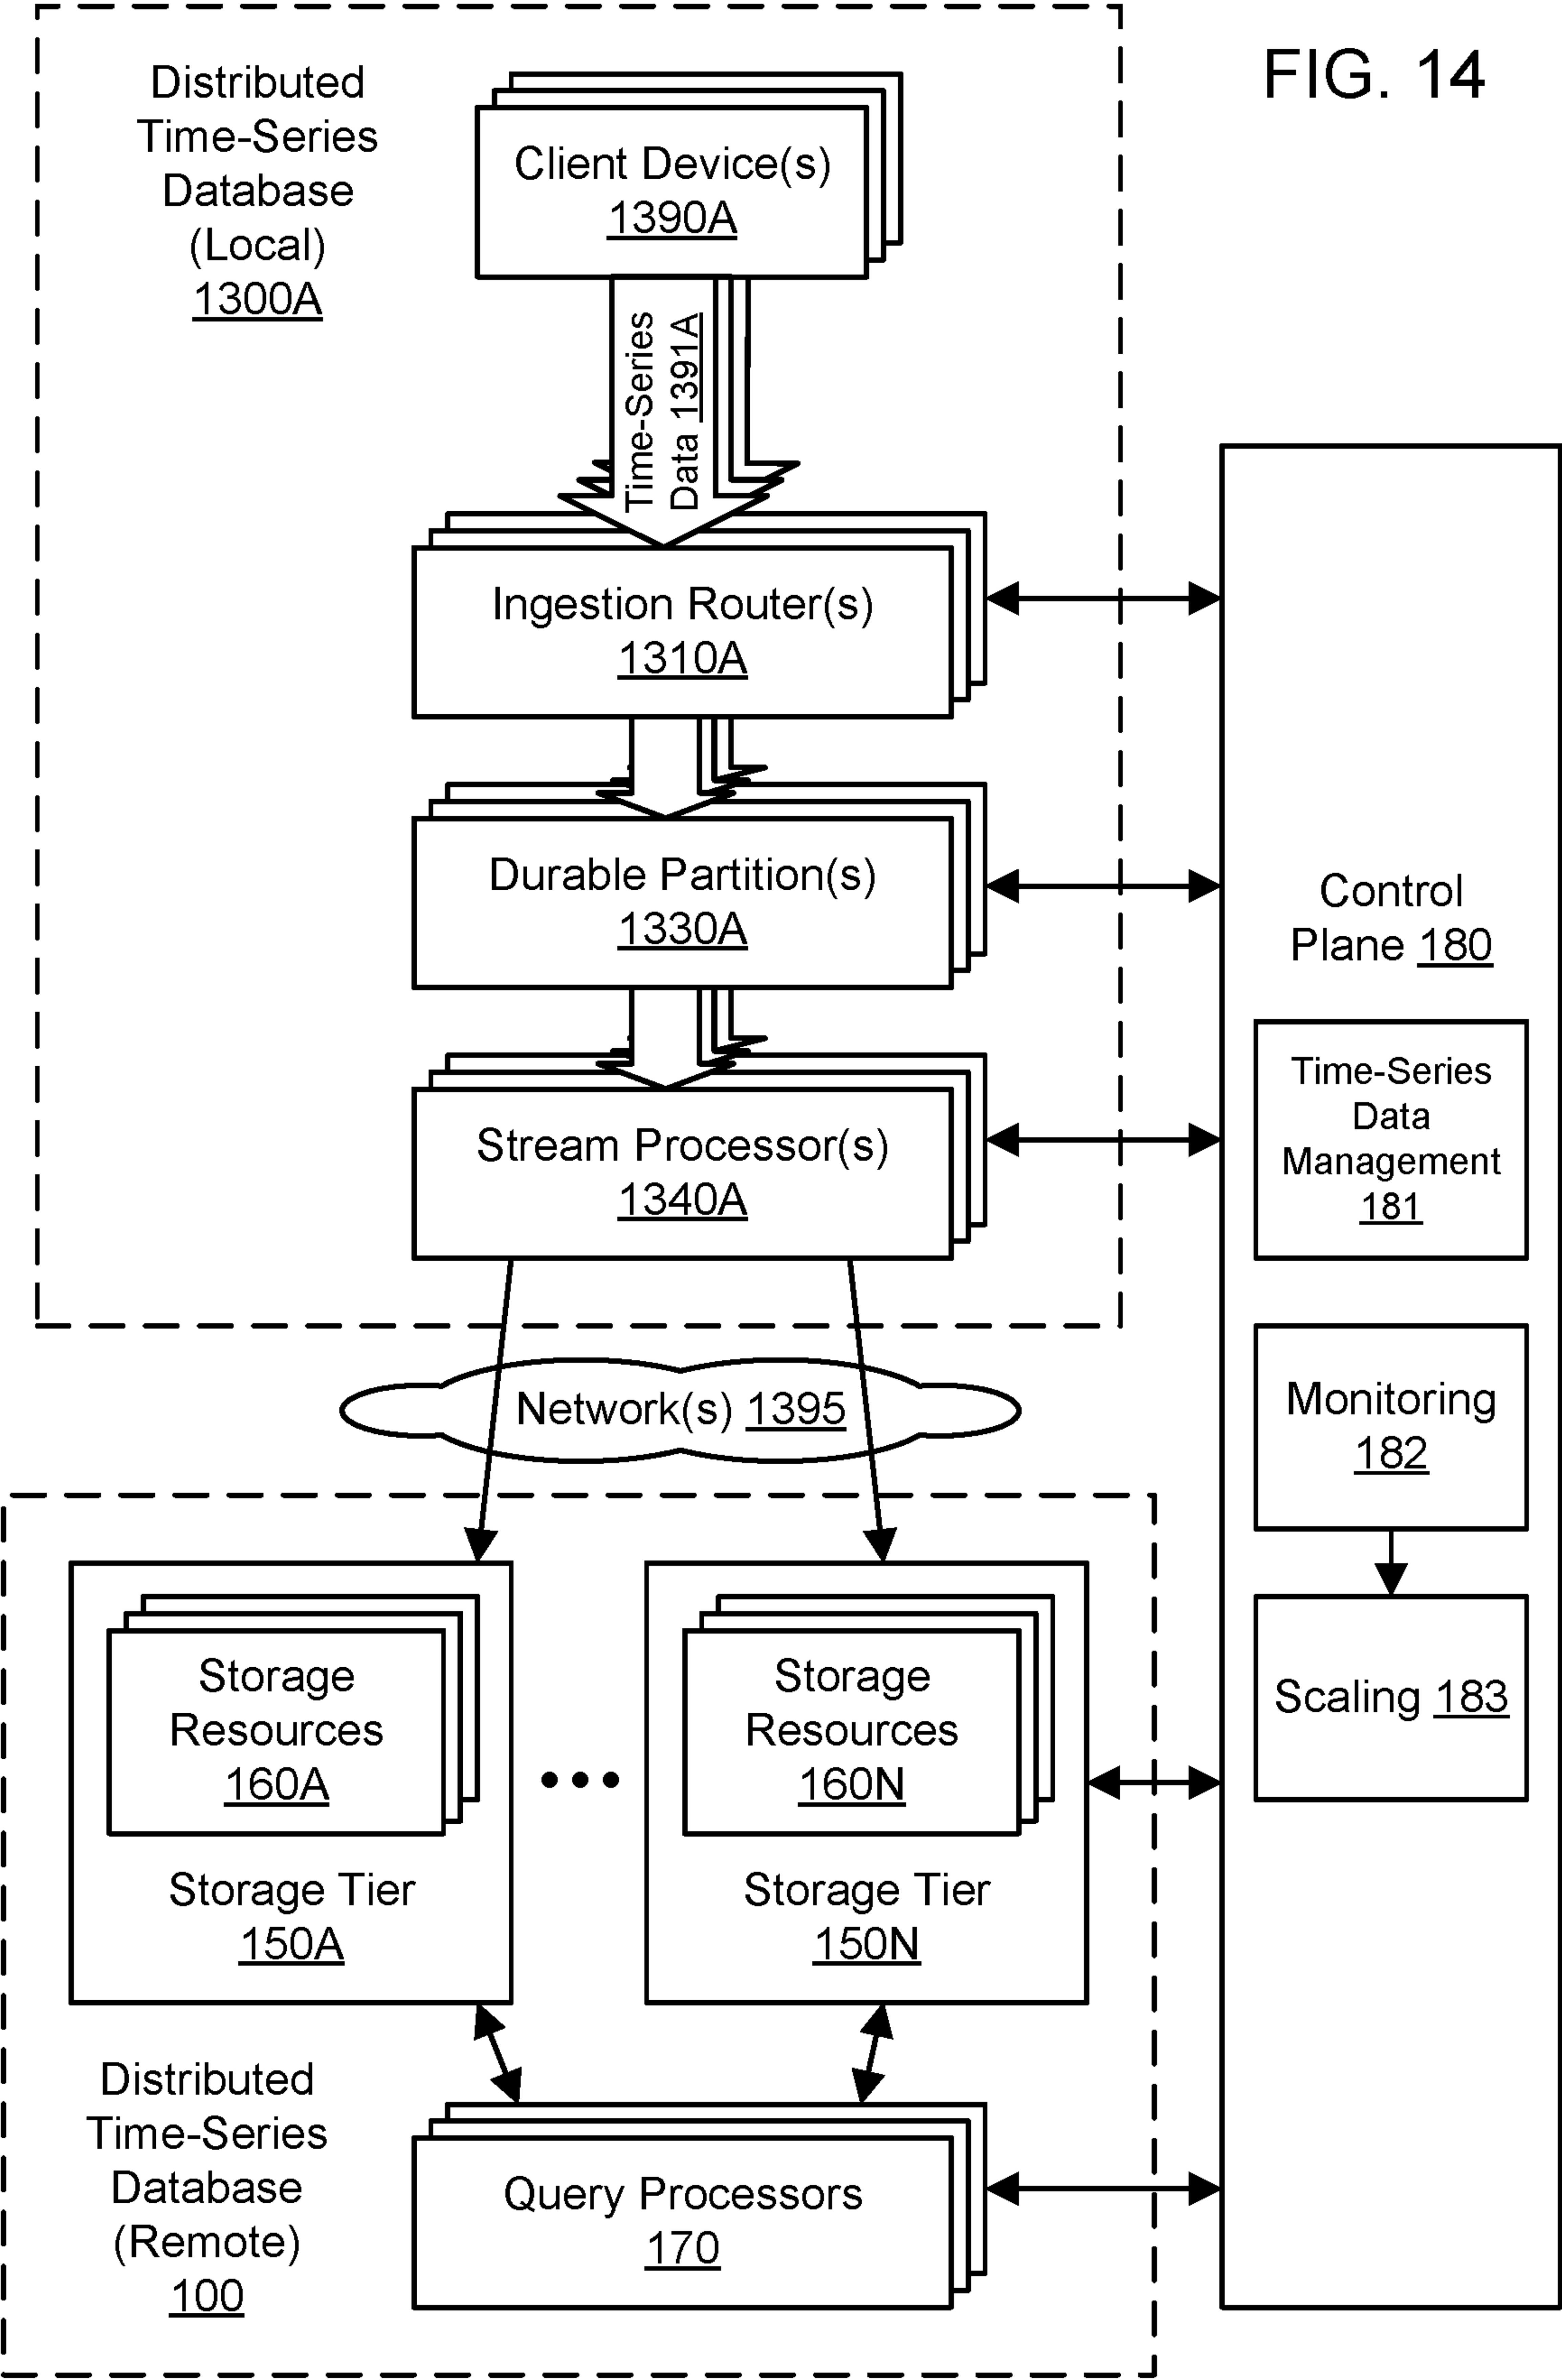 FIG. 14
Distributed
Time-Series
Database
(Local)
1300A
Client Device(s)
1390A
Time-Series
Data 1391A
Ingestion Router(s)
1310A
Durable Partition(s)
1330A
Stream Processor(s)
1340A
Control
Plane 180
Time-Series
Data
Management
181
Monitoring
182
Scaling 183
Network(s) 1395
Storage
Resources
160A
Storage Tier
150A
Storage
Resources
160N
Storage Tier
150N
Distributed
Time-Series
Database
(Remote)
100
Query Processors
170